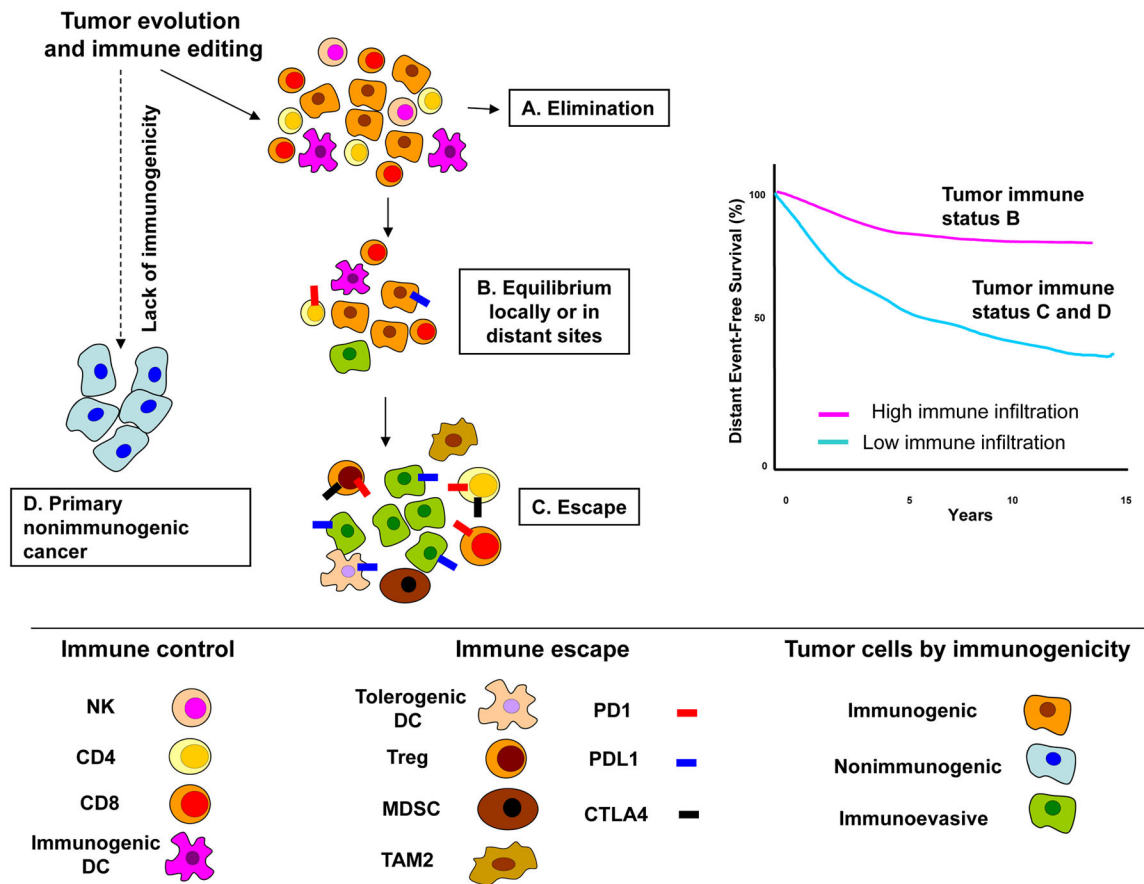 Tumor evolution
and immune editing
A. Elimination
Lack of immunogenicity
B. Equilibrium
locally or in
distant sites
C. Escape
D. Primary
nonimmunogenic
cancer
Distant Event-Free Survival (%)
100
50
0
Tumor immune
status B
Tumor immune
status C and D
High immune infiltration
Low immune infiltration
0
5
10
15
Years
Immune control
NK
CD4
CD8
Immunogenic
DC
Immune escape
Tolerogenic
DC
Treg
MDSC
TAM2
PD1
PDL1
CTLA4
Tumor cells by immunogenicity
Immunogenic
Nonimmunogenic
Immunoevasive